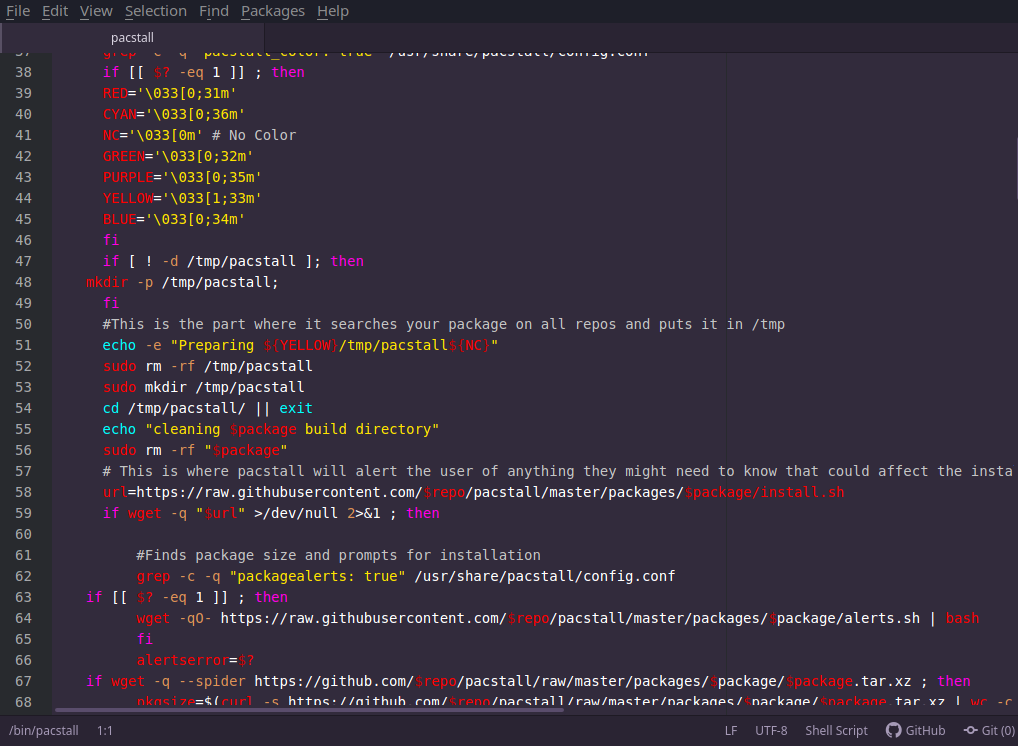 File Edit View Selection Find Packages Help
pacstall
37 grep -c -q "pacstall_color: true" /usr/share/pacstall/config.conf
38 if [[ $? -eq 1 ]] ; then
39 RED='\033[0;31m'
40 CYAN='\033[0;36m'
41 NC='\033[0m' # No Color
42 GREEN='\033[0;32m'
43 PURPLE='\033[0;35m'
44 YELLOW='\033[1;33m'
45 BLUE='\033[0;34m'
46 fi
47 if [ ! -d /tmp/pacstall ]; then
48 mkdir -p /tmp/pacstall;
49 fi
50 #This is the part where it searches your package on all repos and puts it in /tmp
51 echo -e "Preparing ${YELLOW}/tmp/pacstall${NC}"
52 sudo rm -rf /tmp/pacstall
53 sudo mkdir /tmp/pacstall
54 cd /tmp/pacstall/ || exit
55 echo "cleaning $package build directory"
56 sudo rm -rf "$package"
57 # This is where pacstall will alert the user of anything they might need to know that could affect the insta
58 url=https://raw.githubusercontent.com/$repo/pacstall/master/packages/$package/install.sh
59 if wget -q "$url" >/dev/null 2>&1 ; then
60
61 #Finds package size and prompts for installation
62 grep -c -q "packagealerts: true" /usr/share/pacstall/config.conf
63 if [[ $? -eq 1 ]] ; then
64 wget -qO- https://raw.githubusercontent.com/$repo/pacstall/master/packages/$package/alerts.sh | bash
65 fi
66 alertserror=$?
67 if wget -q --spider https://github.com/$repo/pacstall/raw/master/packages/$package/$package.tar.xz ; then
68 pkgsize=$(curl -s https://github.com/$repo/pacstall/raw/master/packages/$package/$package.tar.xz | wc -c
/bin/pacstall 1:1 LF UTF-8 Shell Script GitHub Git (0)